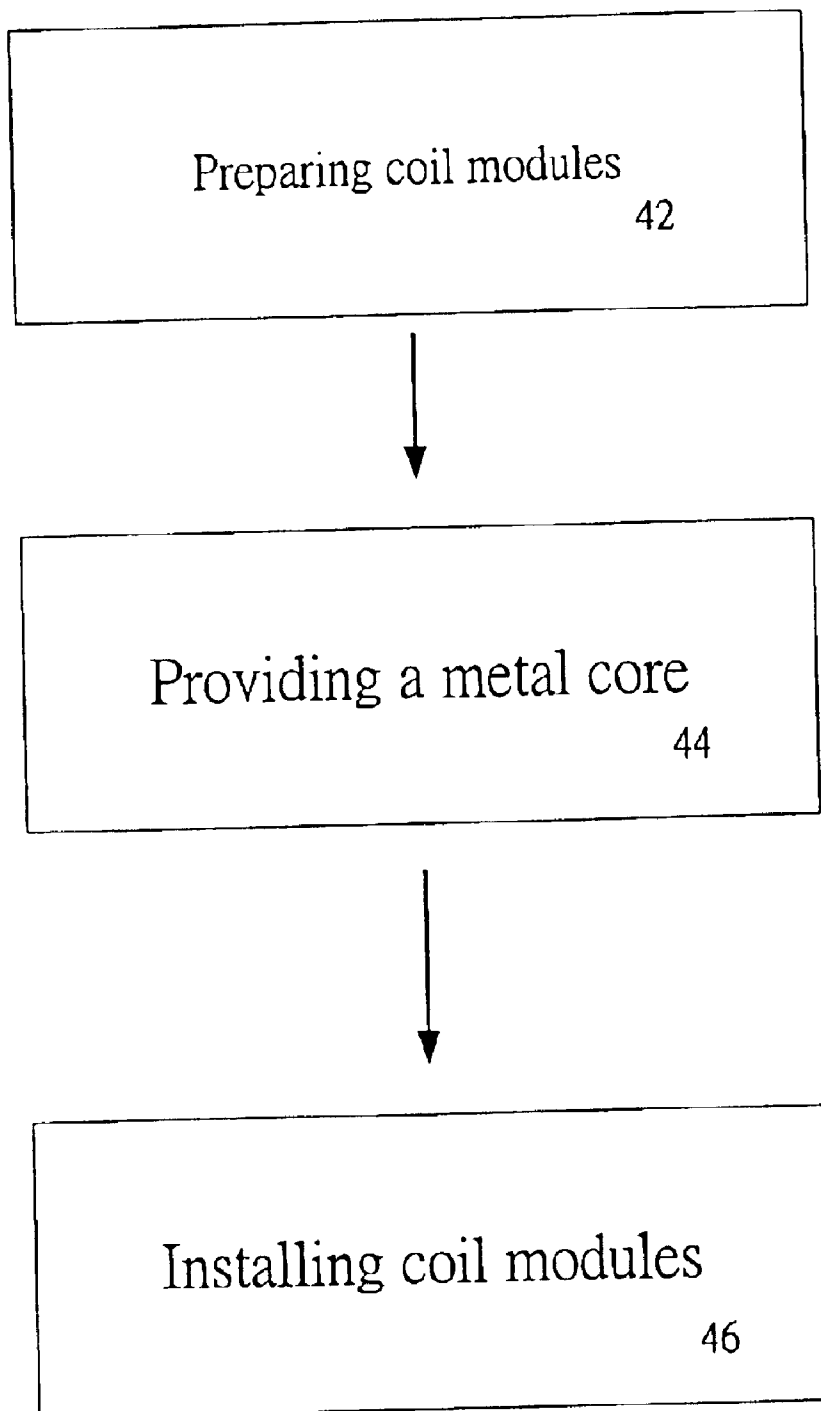 Preparing coil modules
42
Providing a metal core
44
Installing coil modules
46